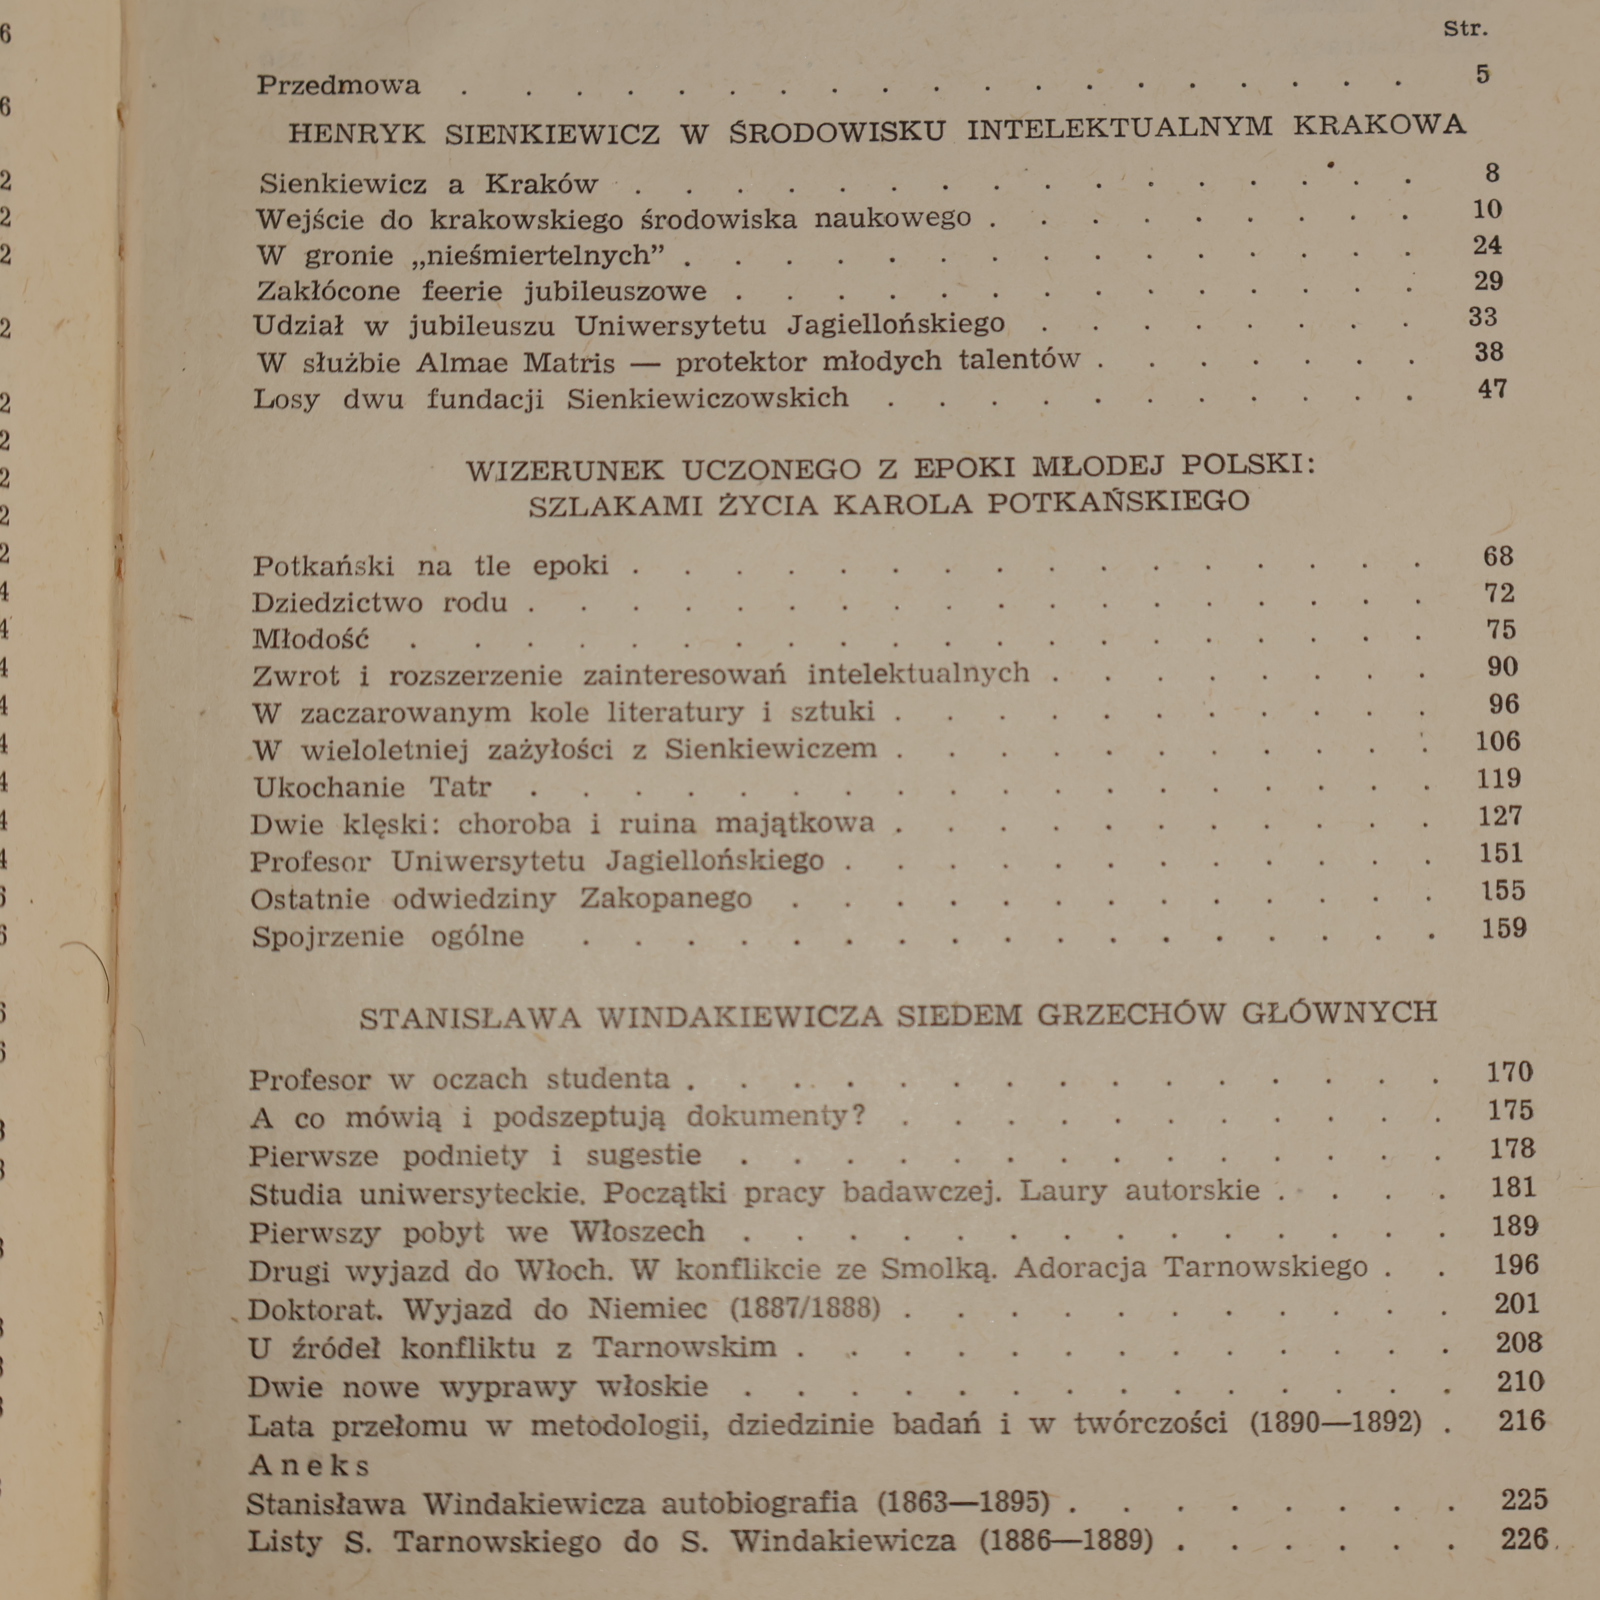 Str.
Przedmowa . . . . . . . . . . . . . . . . . . . 5
HENRYK SIENKIEWICZ W ŚRODOWISKU INTELEKTUALNYM KRAKOWA
Sienkiewicz a Kraków . . . . . . . . . . . . . . . . 8
Wejście do krakowskiego środowiska naukowego . . . . . . . . . 10
W gronie „nieśmiertelnych” . . . . . . . . . . . . . . . 24
Zakłócone feerie jubileuszowe . . . . . . . . . . . . . . 29
Udział w jubileuszu Uniwersytetu Jagiellońskiego . . . . . . . . 33
W służbie Almae Matris — protektor młodych talentów . . . . . . . 38
Losy dwu fundacji Sienkiewiczowskich . . . . . . . . . . . 47
WIZERUNEK UCZONEGO Z EPOKI MŁODEJ POLSKI:
SZLAKAMI ŻYCIA KAROLA POTKAŃSKIEGO
Potkański na tle epoki . . . . . . . . . . . . . . . . 68
Dziedzictwo rodu . . . . . . . . . . . . . . . . . . 72
Młodość . . . . . . . . . . . . . . . . . . . . 75
Zwrot i rozszerzenie zainteresowań intelektualnych . . . . . . . . 90
W zaczarowanym kole literatury i sztuki . . . . . . . . . . . 96
W wieloletniej zażyłości z Sienkiewiczem . . . . . . . . . . . 106
Ukochanie Tatr . . . . . . . . . . . . . . . . . . 119
Dwie klęski: choroba i ruina majątkowa . . . . . . . . . . . 127
Profesor Uniwersytetu Jagiellońskiego . . . . . . . . . . . . 151
Ostatnie odwiedziny Zakopanego . . . . . . . . . . . . . 155
Spojrzenie ogólne . . . . . . . . . . . . . . . . . 159
STANISŁAWA WINDAKIEWICZA SIEDEM GRZECHÓW GŁÓWNYCH
Profesor w oczach studenta . . . . . . . . . . . . . . . 170
A co mówią i podszeptują dokumenty? . . . . . . . . . . . 175
Pierwsze podniety i sugestie . . . . . . . . . . . . . . 178
Studia uniwersyteckie. Początki pracy badawczej. Laury autorskie . . . . 181
Pierwszy pobyt we Włoszech . . . . . . . . . . . . . . 189
Drugi wyjazd do Włoch. W konflikcie ze Smolką. Adoracja Tarnowskiego . . 196
Doktorat. Wyjazd do Niemiec (1887/1888) . . . . . . . . . . . 201
U źródeł konfliktu z Tarnowskim . . . . . . . . . . . . . 208
Dwie nowe wyprawy włoskie . . . . . . . . . . . . . . 210
Lata przełomu w metodologii, dziedzinie badań i w twórczości (1890—1892) . 216
Aneks
Stanisława Windakiewicza autobiografia (1863—1895) . . . . . . . . 225
Listy S. Tarnowskiego do S. Windakiewicza (1886—1889) . . . . . . 226